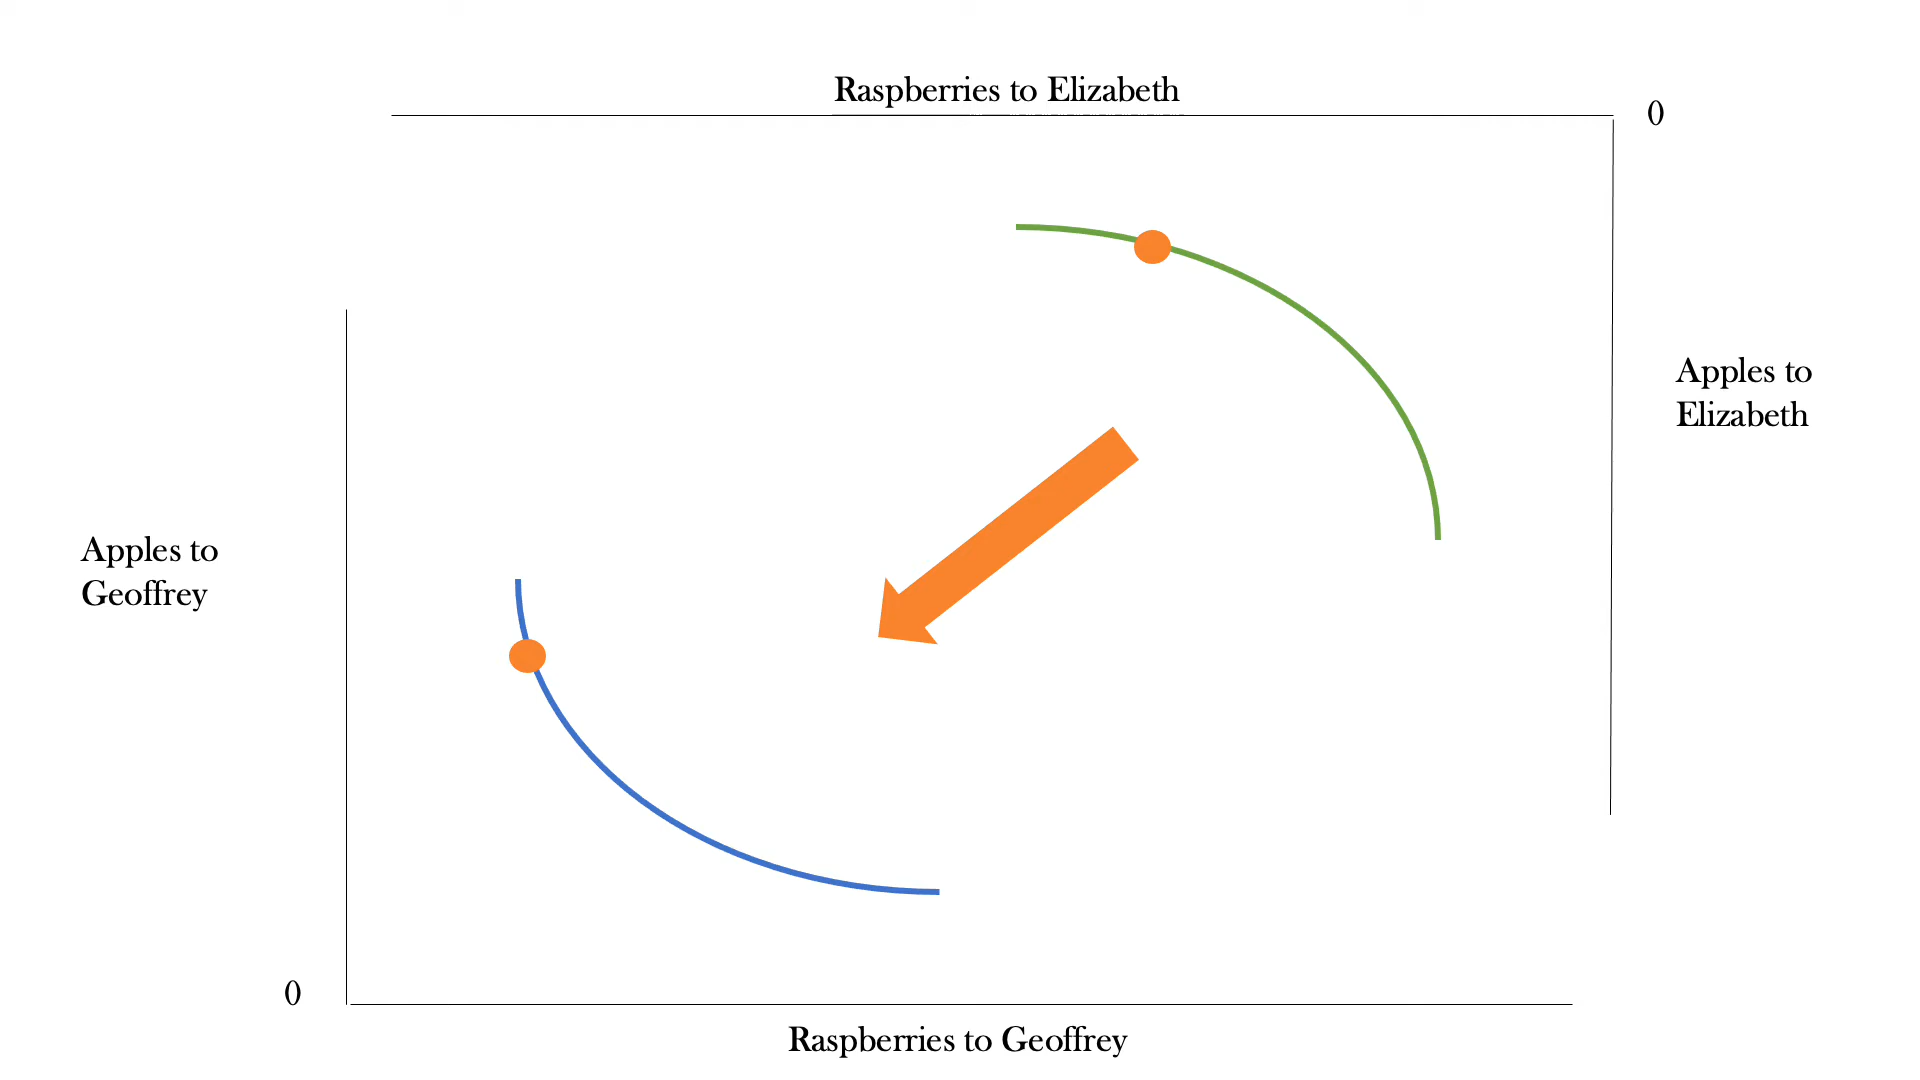 Raspberries to Elizabeth
0
Apples to
Elizabeth
Apples to
Geoffrey
0
Raspberries to Geoffrey